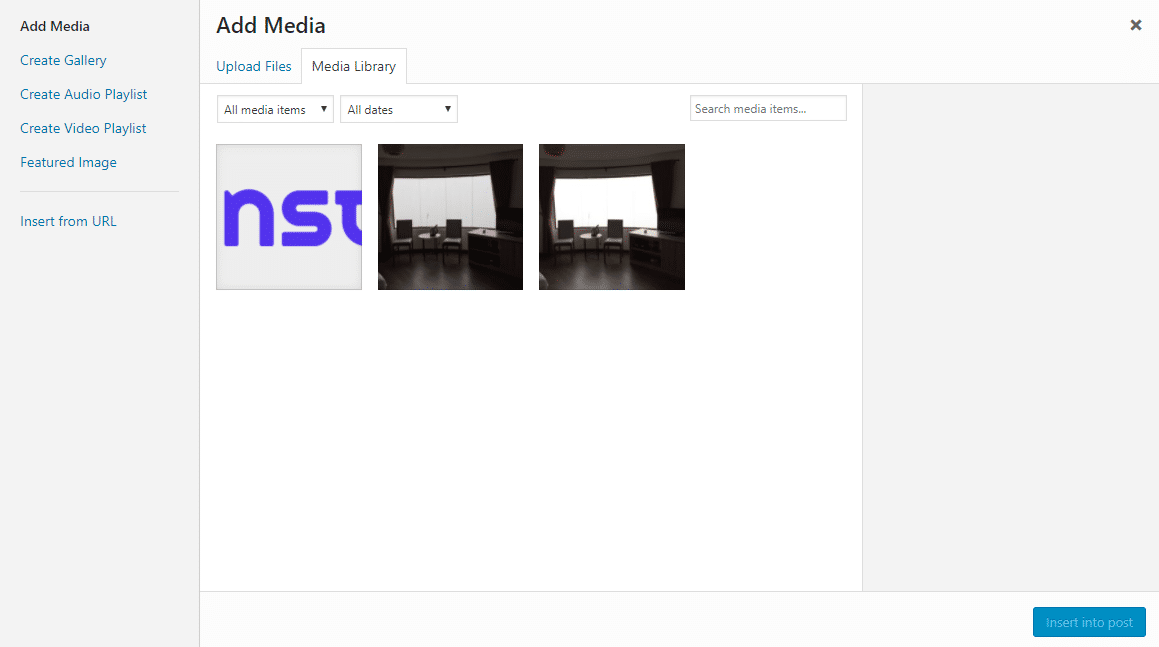 Add Media
Create Gallery
Create Audio Playlist
Create Video Playlist
Featured Image
Insert from URL
Add Media
Upload Files
Media Library
All media items
All dates
Search media items...
nst
Insert into post